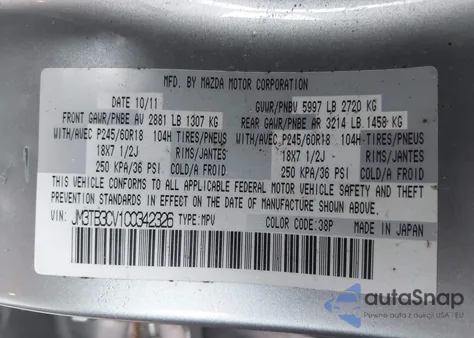 MFD. BY MAZDA MOTOR CORPORATION
DATE 10/11 GVWR/PNBV 5997 LB 2720 KG
FRONT GAWR/PNBE AV 2881 LB 1307 KG REAR GAWR/PNBE AR 3214 LB 1458 KG
WITH/AVEC P245/60R18 104H TIRES/PNEUS WITH/AVEC P245/60R18 104H TIRES/PNEUS
18X7 1/2J RIMS/JANTES 18X7 1/2J RIMS/JANTES
250 KPA/36 PSI COLD/A FROID 250 KPA/36 PSI COLD/A FROID
THIS VEHICLE CONFORMS TO ALL APPLICABLE FEDERAL MOTOR VEHICLE SAFETY AND THEFT
PREVENTION STANDARDS IN EFFECT ON THE DATE OF MANUFACTURE SHOWN ABOVE.
VIN: JM3TB3CV1C0342326 TYPE: MPV COLOR CODE: 38P MADE IN JAPAN
autoSnap
Pewne auta z aukcji USA i EU